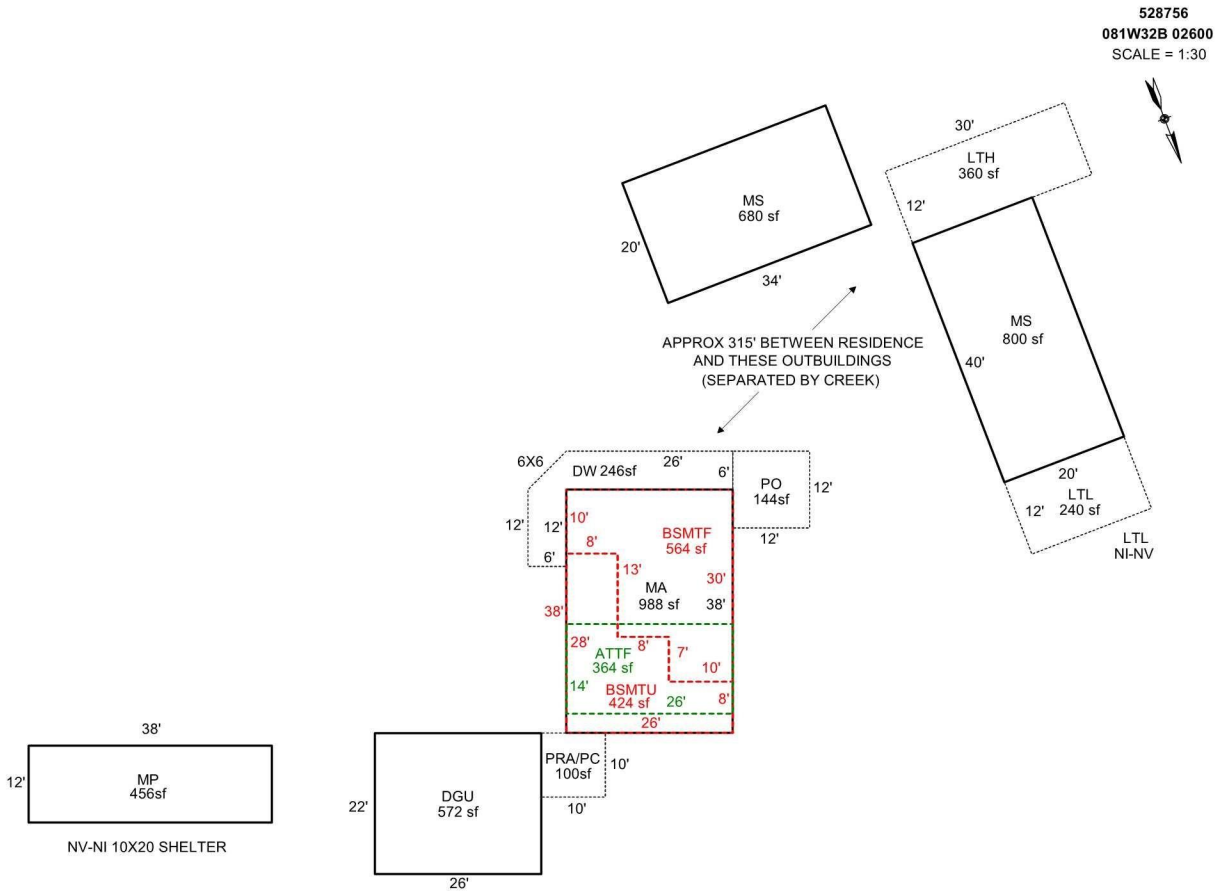 528756
081W32B 02600
SCALE = 1:30
30'
LTH
360 sf
12'
MS
680 sf
20'
34'
MS
800 sf
40'
20'
LTL
240 sf
12'
LTL
NI-NV
APPROX 315' BETWEEN RESIDENCE
AND THESE OUTBUILDINGS
(SEPARATED BY CREEK)
6X6
DW 246sf
26'
6'
PO
144sf
12'
12'
12'
12'
6'
10'
8'
BSMTF
564 sf
13'
30'
MA
988 sf
38'
38'
28'
8'
7'
ATTF
364 sf
10'
14'
BSMTU
424 sf
26'
8'
26'
38'
12'
MP
456sf
NV-NI 10X20 SHELTER
22'
DGU
572 sf
26'
PRA/PC
100sf
10'
10'